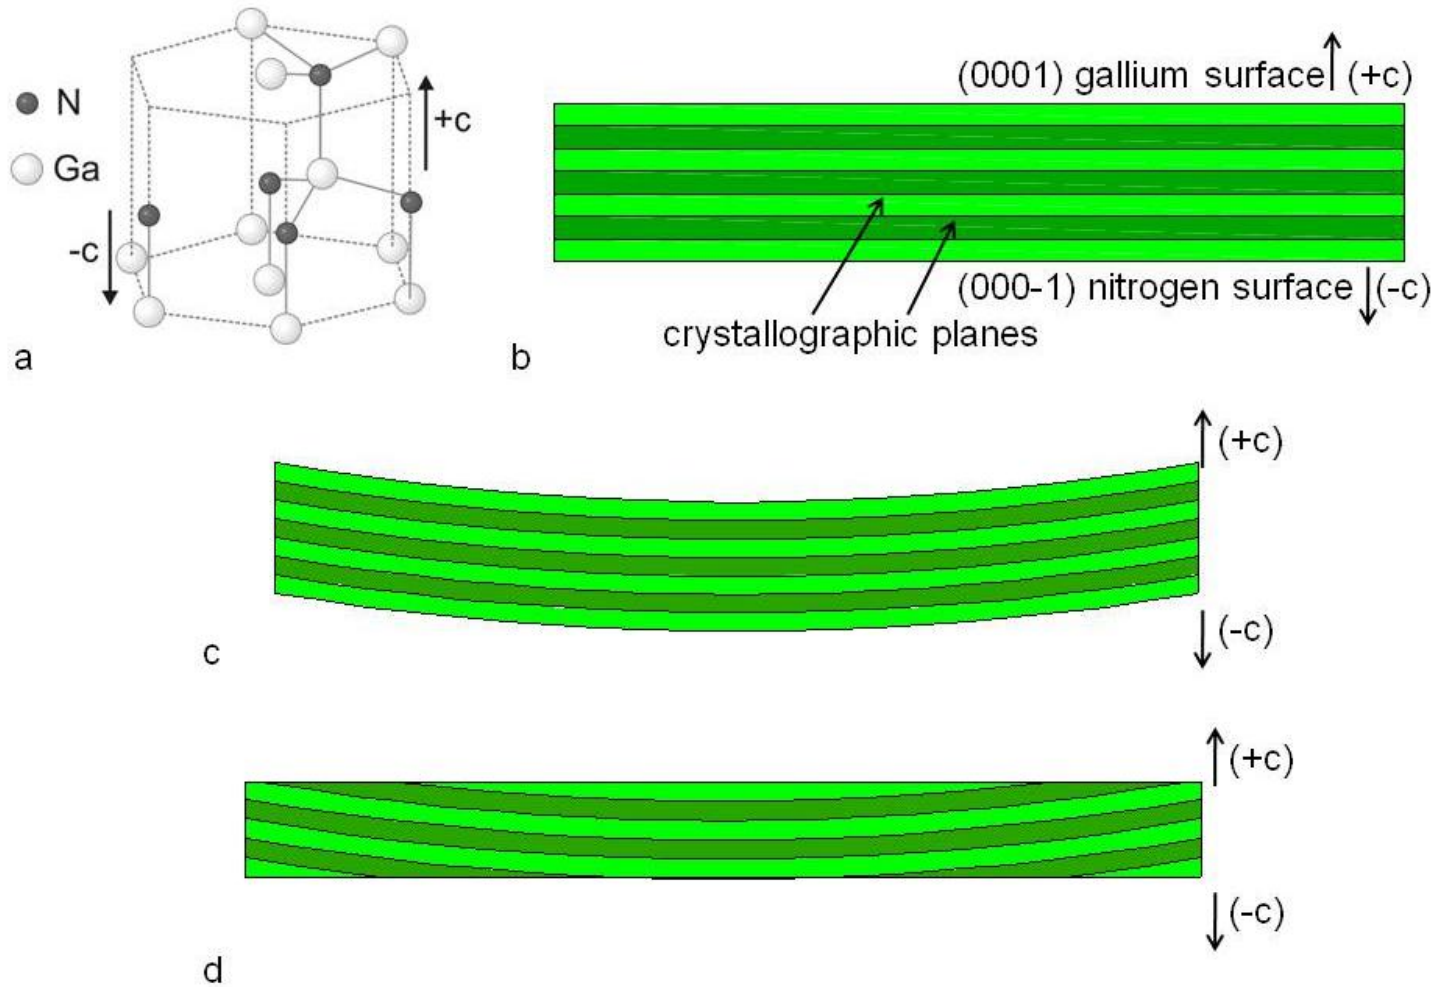 N
Ga
+c
-c
a
(0001) gallium surface (+c)
(000-1) nitrogen surface (-c)
crystallographic planes
b
(+c)
(-c)
c
(+c)
(-c)
d